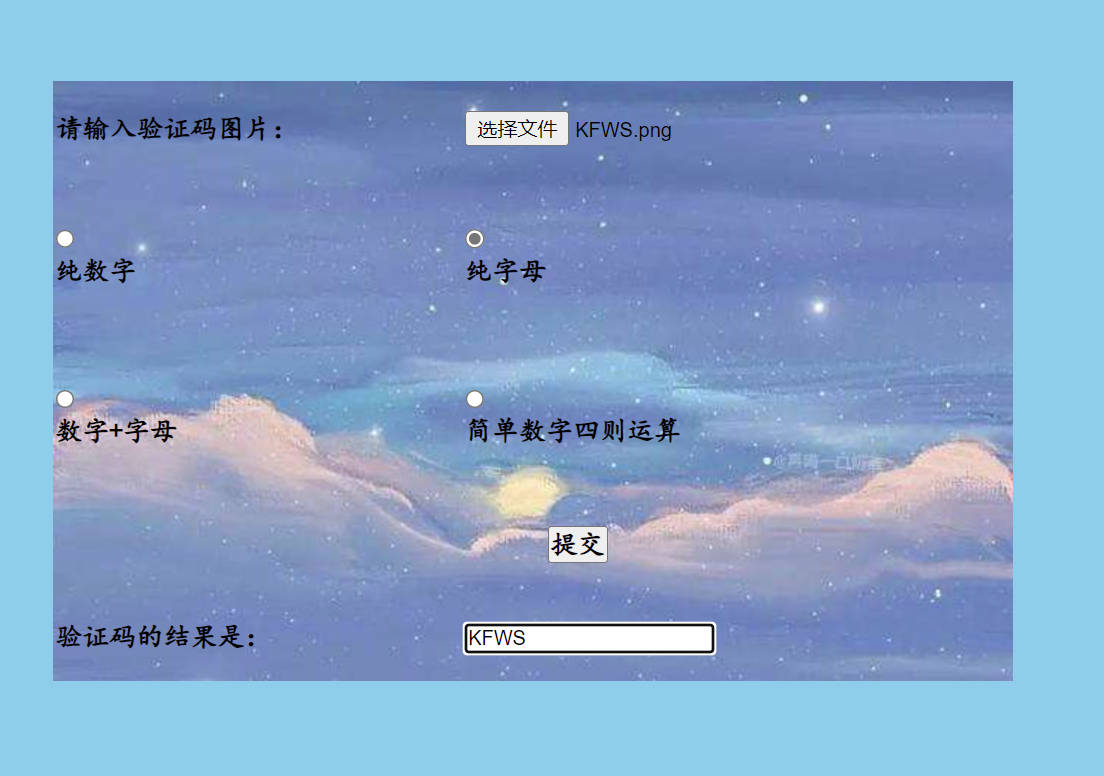 请输入验证码图片：
选择文件 KFWS.png
纯数字
纯字母
数字+字母
简单数字四则运算
提交
验证码的结果是：
KFWS